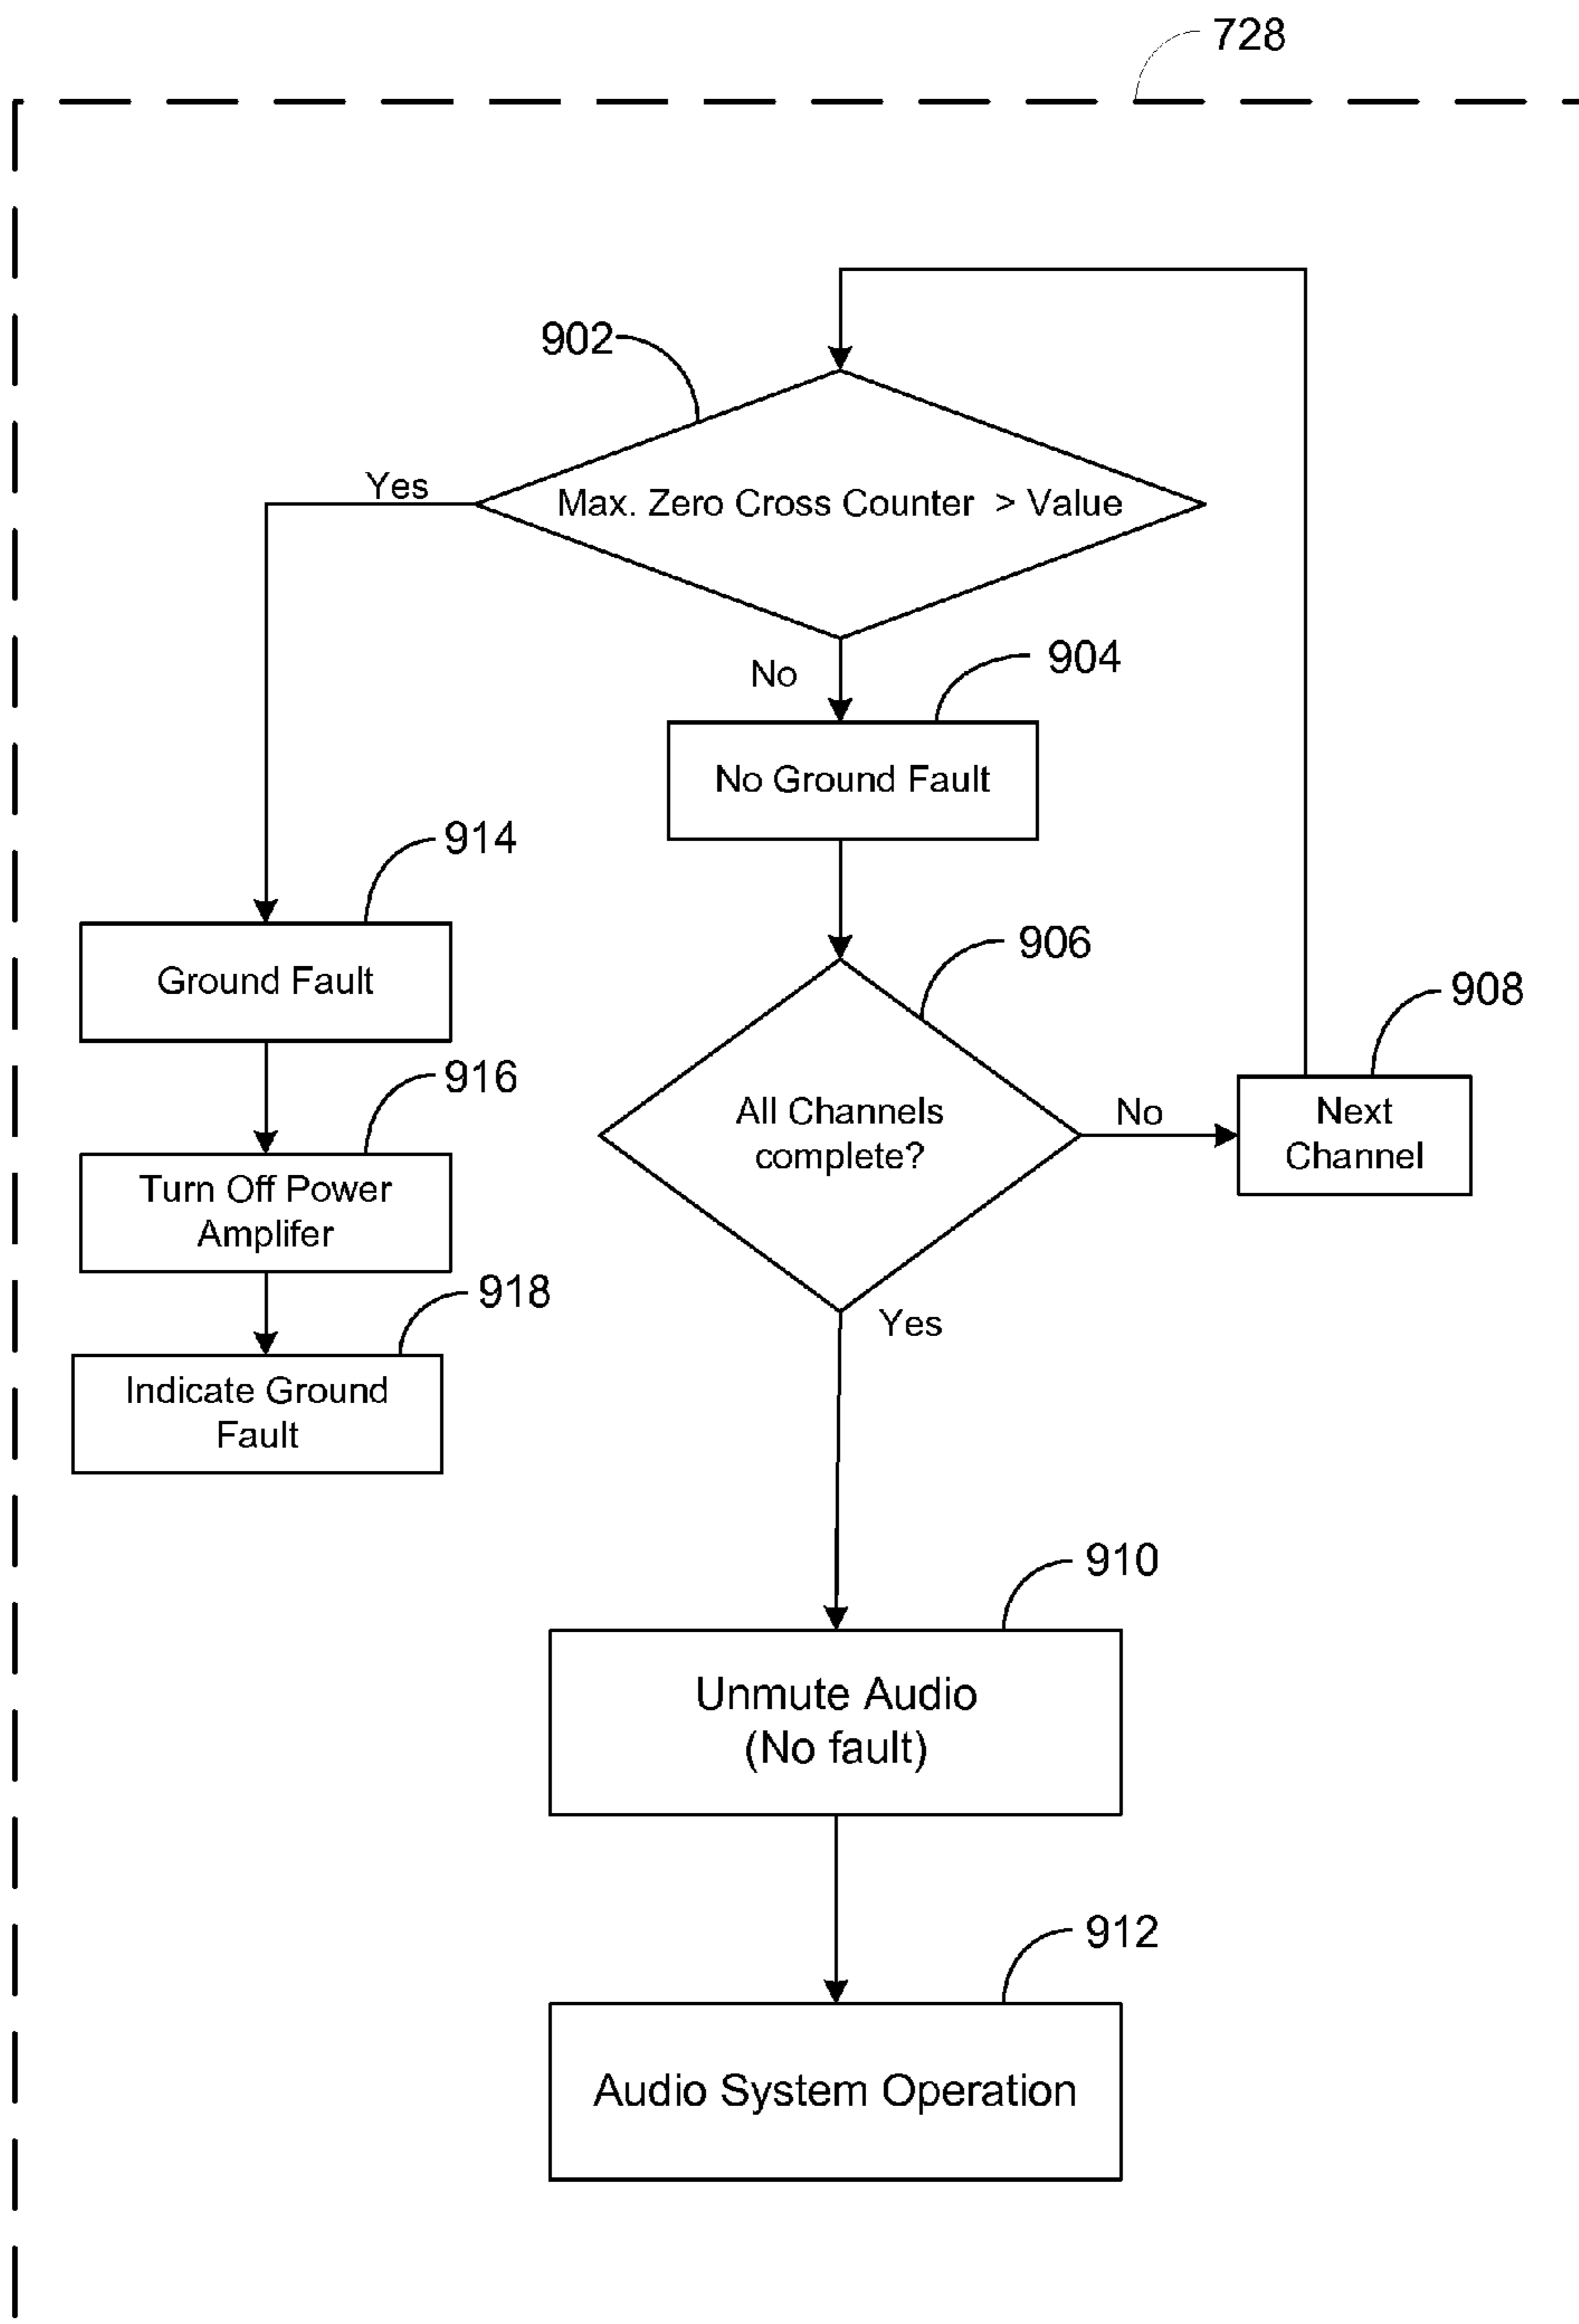 728
902
Yes
Max. Zero Cross Counter > Value
No
904
No Ground Fault
914
Ground Fault
906
908
916
All Channels
complete?
No
Next
Channel
Turn Off Power
Amplifer
918
Yes
Indicate Ground
Fault
910
Unmute Audio
(No fault)
912
Audio System Operation